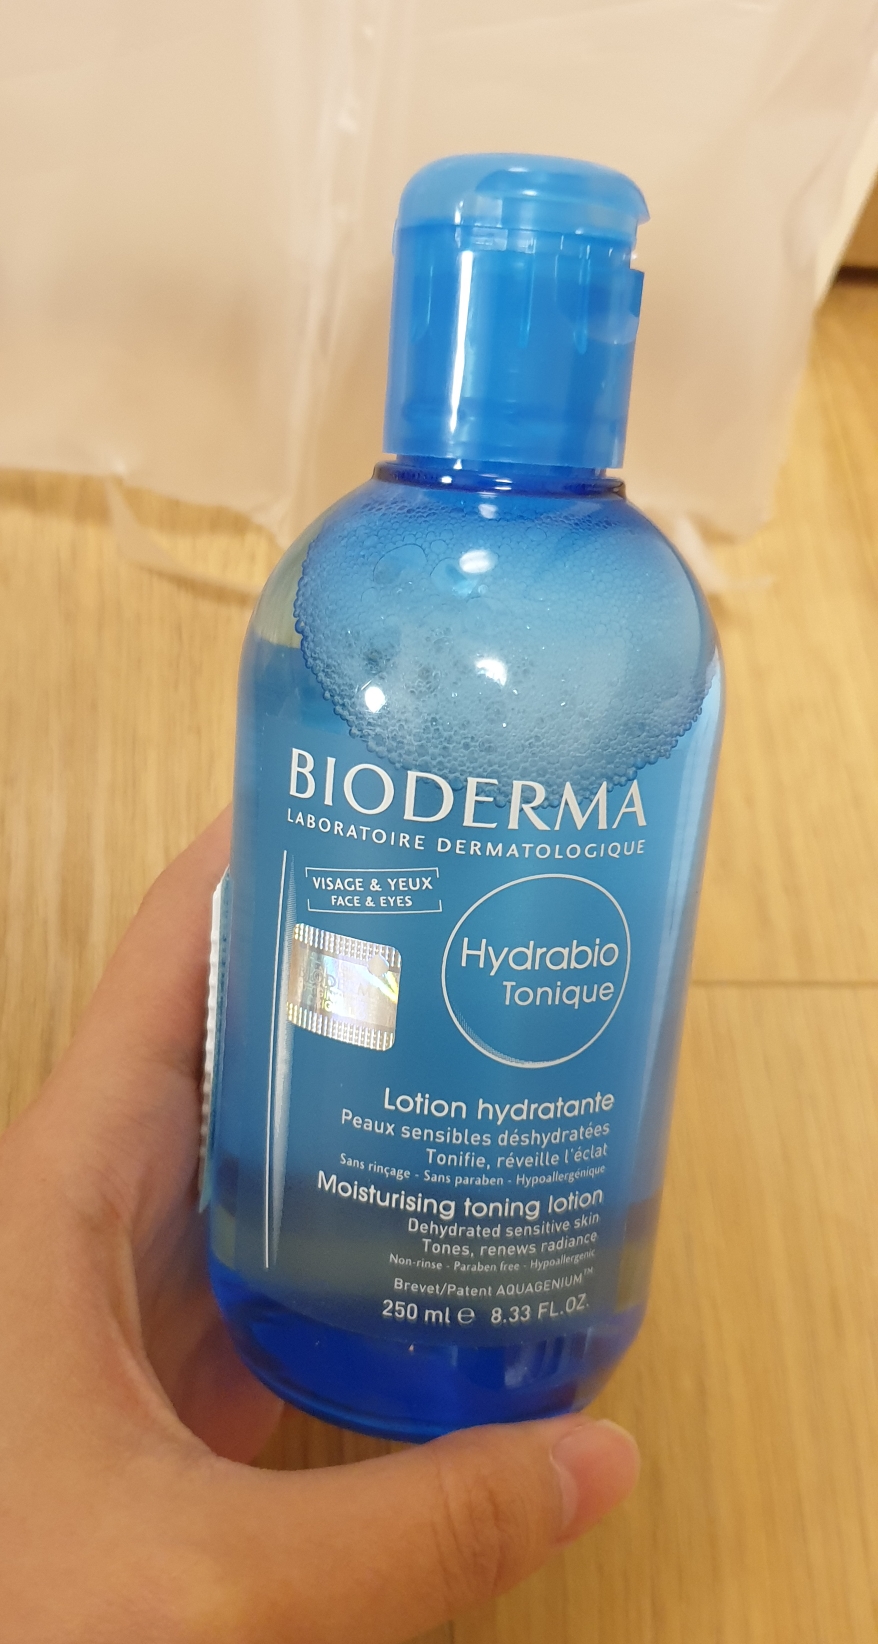 BIODERMA
LABORATOIRE DERMATOLOGIQUE
VISAGE & YEUX
FACE & EYES
Hydrabio
Tonique
Lotion hydratante
Peaux sensibles déshydratées
Tonifie, réveille l'éclat
Sans rinçage - Sans paraben - Hypoallergénique
Moisturising toning lotion
Dehydrated sensitive skin
Tones, renews radiance
Non-rinse - Paraben free - Hypoallergenic
Brevet/Patent AQUAGENIUM™
250 ml ℮ 8.33 FL.OZ.